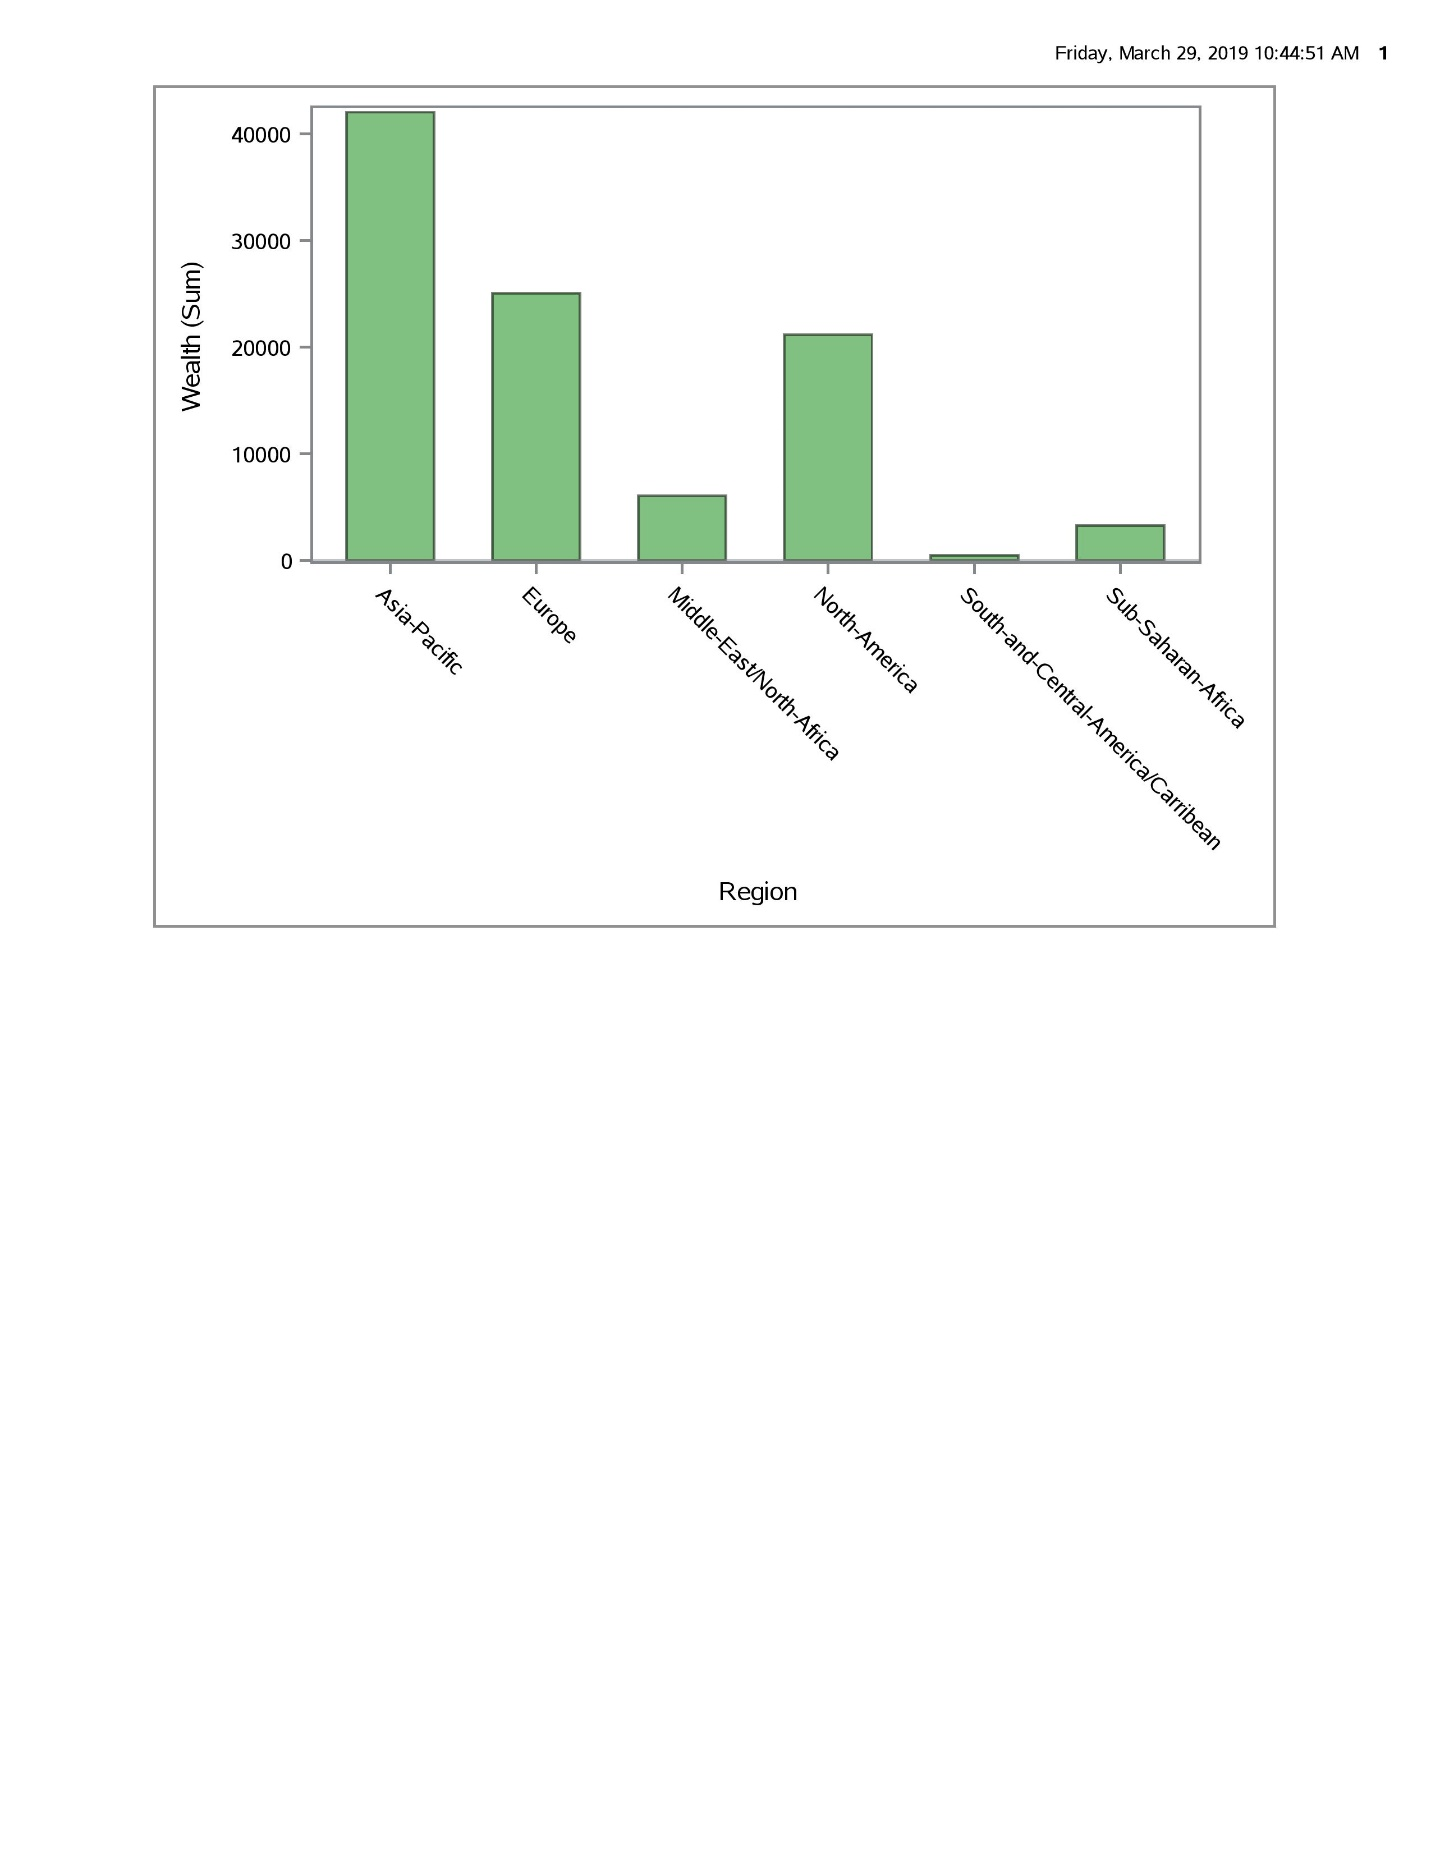 Friday, March 29, 2019 10:44:51 AM 1
40000
30000
20000
10000
0
Wealth (Sum)
Asia-Pacific
Europe
Middle-East/North-Africa
North-America
South-and-Central-America/Carribean
Sub-Saharan-Africa
Region